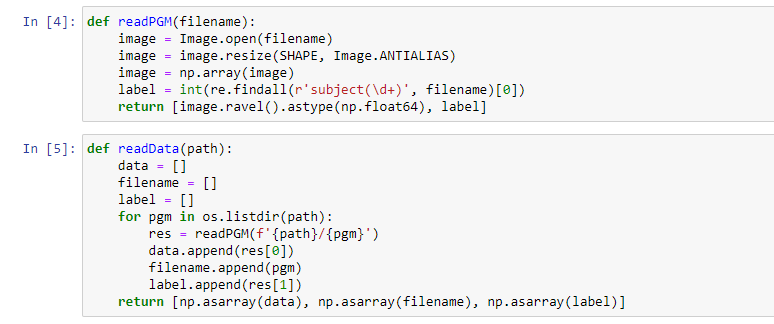 In [4]: def readPGM(filename):
    image = Image.open(filename)
    image = image.resize(SHAPE, Image.ANTIALIAS)
    image = np.array(image)
    label = int(re.findall(r'subject(\d+)', filename)[0])
    return [image.ravel().astype(np.float64), label]
In [5]: def readData(path):
    data = []
    filename = []
    label = []
    for pgm in os.listdir(path):
        res = readPGM(f'{path}/{pgm}')
        data.append(res[0])
        filename.append(pgm)
        label.append(res[1])
    return [np.asarray(data), np.asarray(filename), np.asarray(label)]